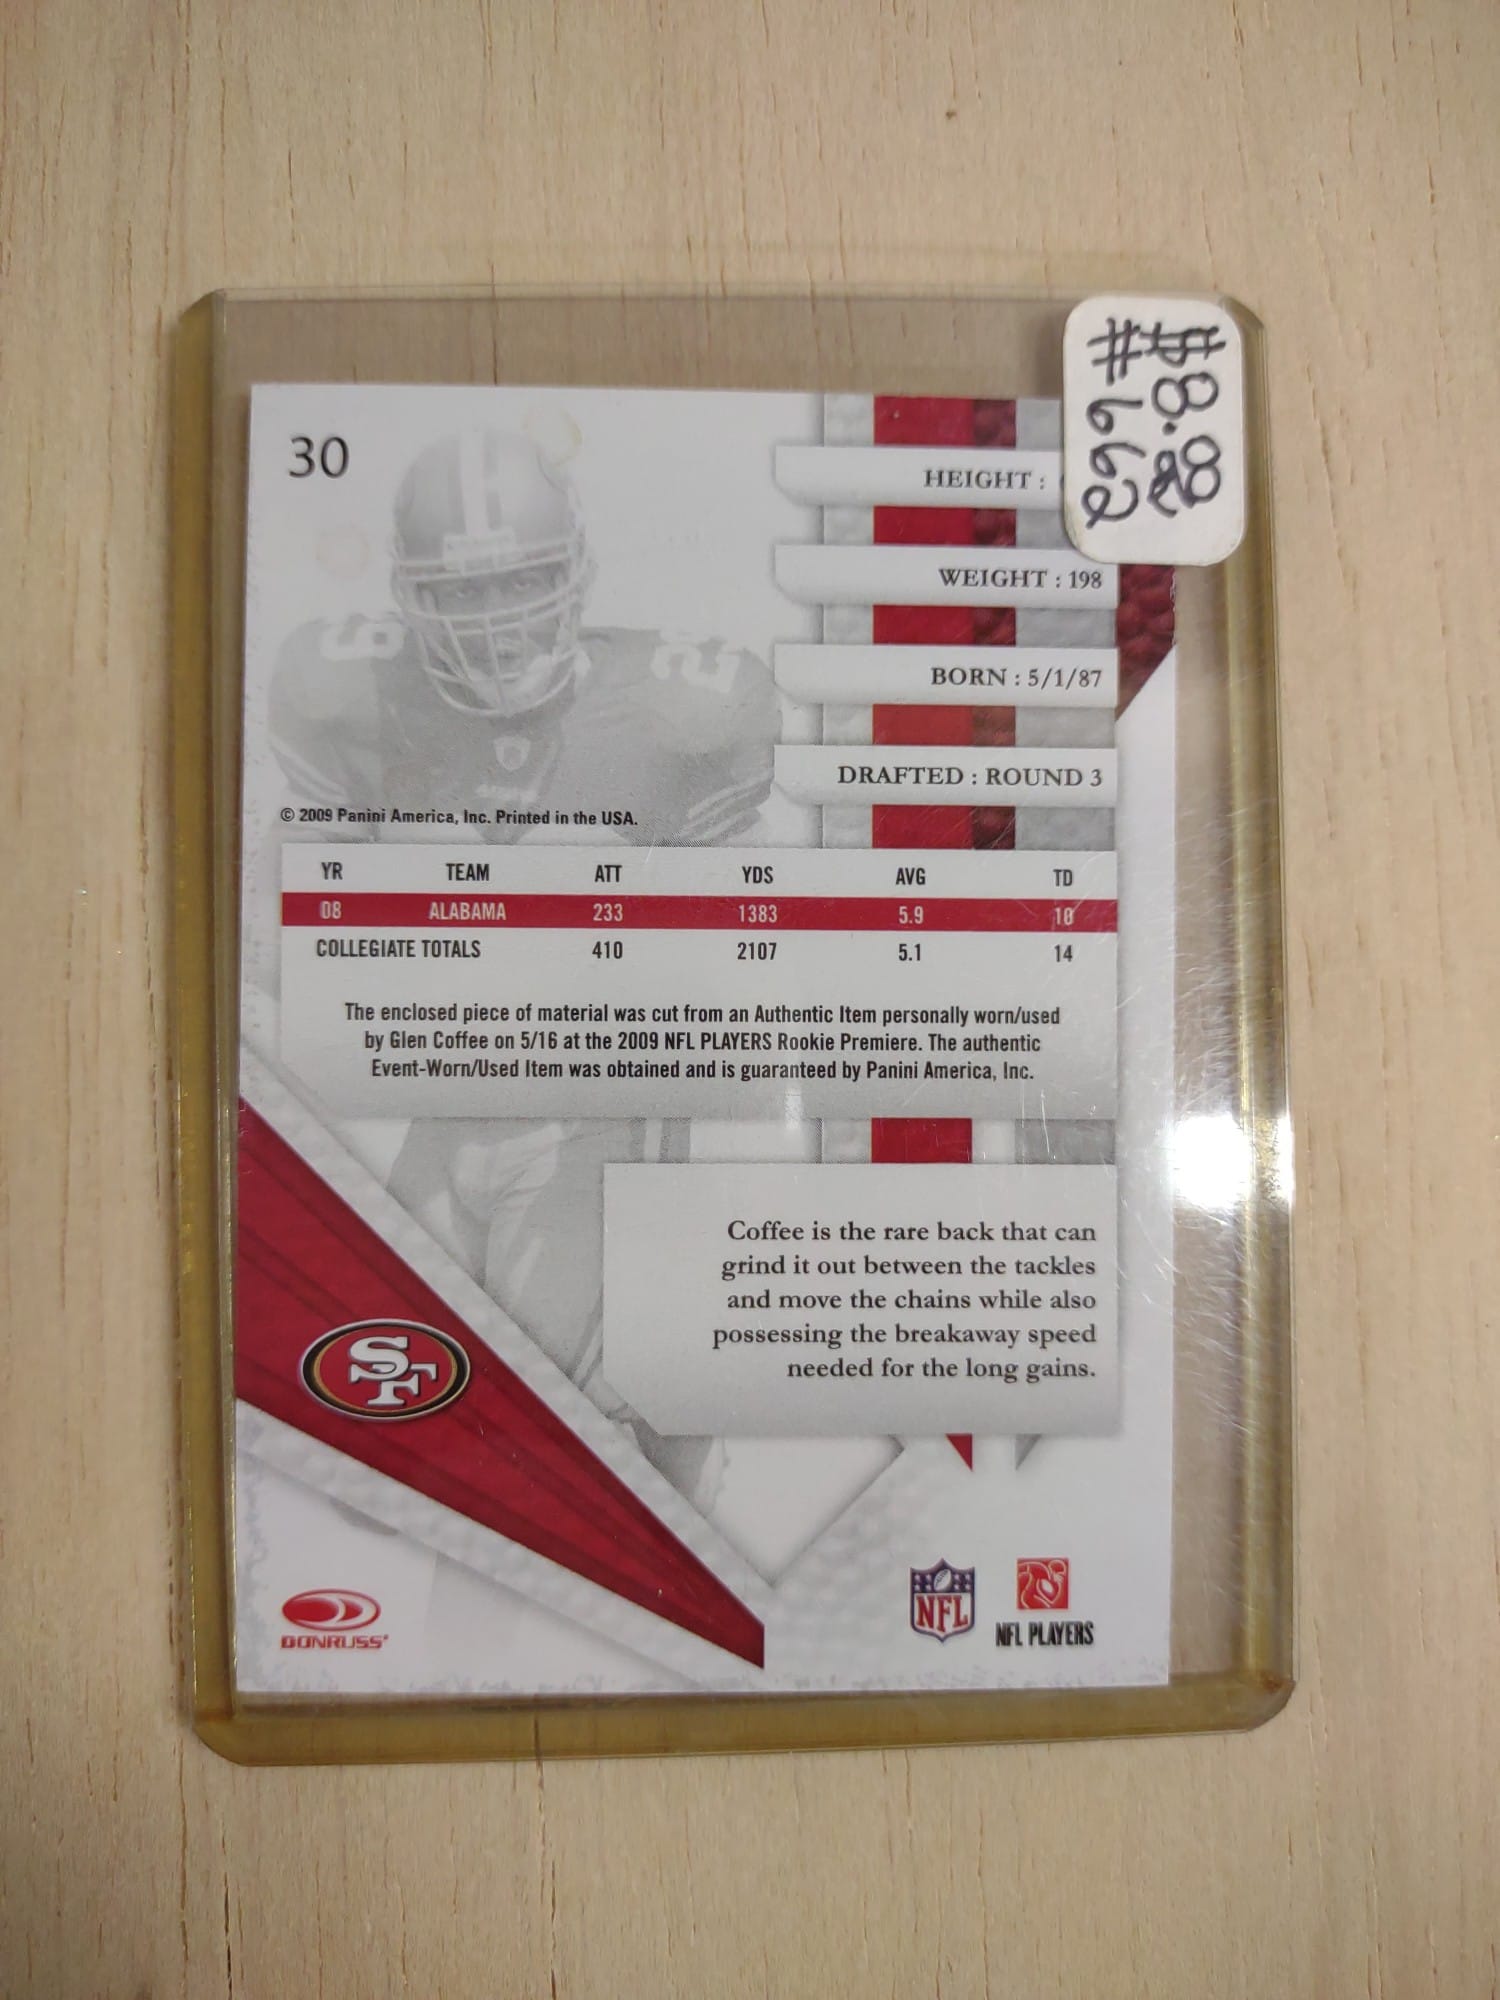 30
HEIGHT :
WEIGHT : 198
BORN : 5/1/87
DRAFTED : ROUND 3
#662
© 2009 Panini America, Inc. Printed in the USA.
YR TEAM ATT YDS AVG TD
08 ALABAMA 233 1383 5.9 10
COLLEGIATE TOTALS 410 2107 5.1 14
The enclosed piece of material was cut from an Authentic Item personally worn/used
by Glen Coffee on 5/16 at the 2009 NFL PLAYERS Rookie Premiere. The authentic
Event-Worn/Used Item was obtained and is guaranteed by Panini America, Inc.
Coffee is the rare back that can
grind it out between the tackles
and move the chains while also
possessing the breakaway speed
needed for the long gains.
SF
DONRUSS
NFL
NFL PLAYERS